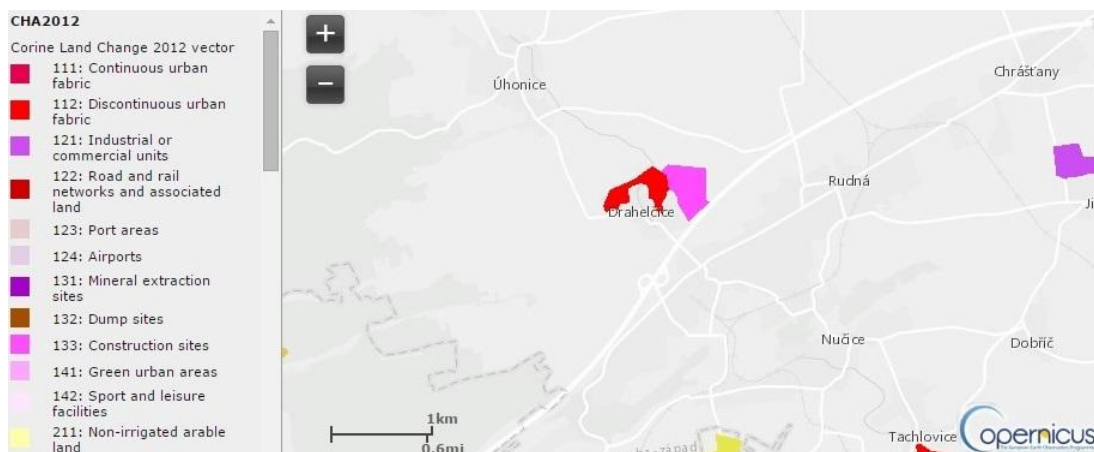 CHA2012
Corine Land Change 2012 vector
111: Continuous urban
fabric
112: Discontinuous urban
fabric
121: Industrial or
commercial units
122: Road and rail
networks and associated
land
123: Port areas
124: Airports
131: Mineral extraction
sites
132: Dump sites
133: Construction sites
141: Green urban areas
142: Sport and leisure
facilities
211: Non-irrigated arable
land
+
−
Úhonice
Chrášťany
Rudná
Drahelčice
Ji
Nučice
Dobříč
1km
0.6mi
Tachlovice
opernicus